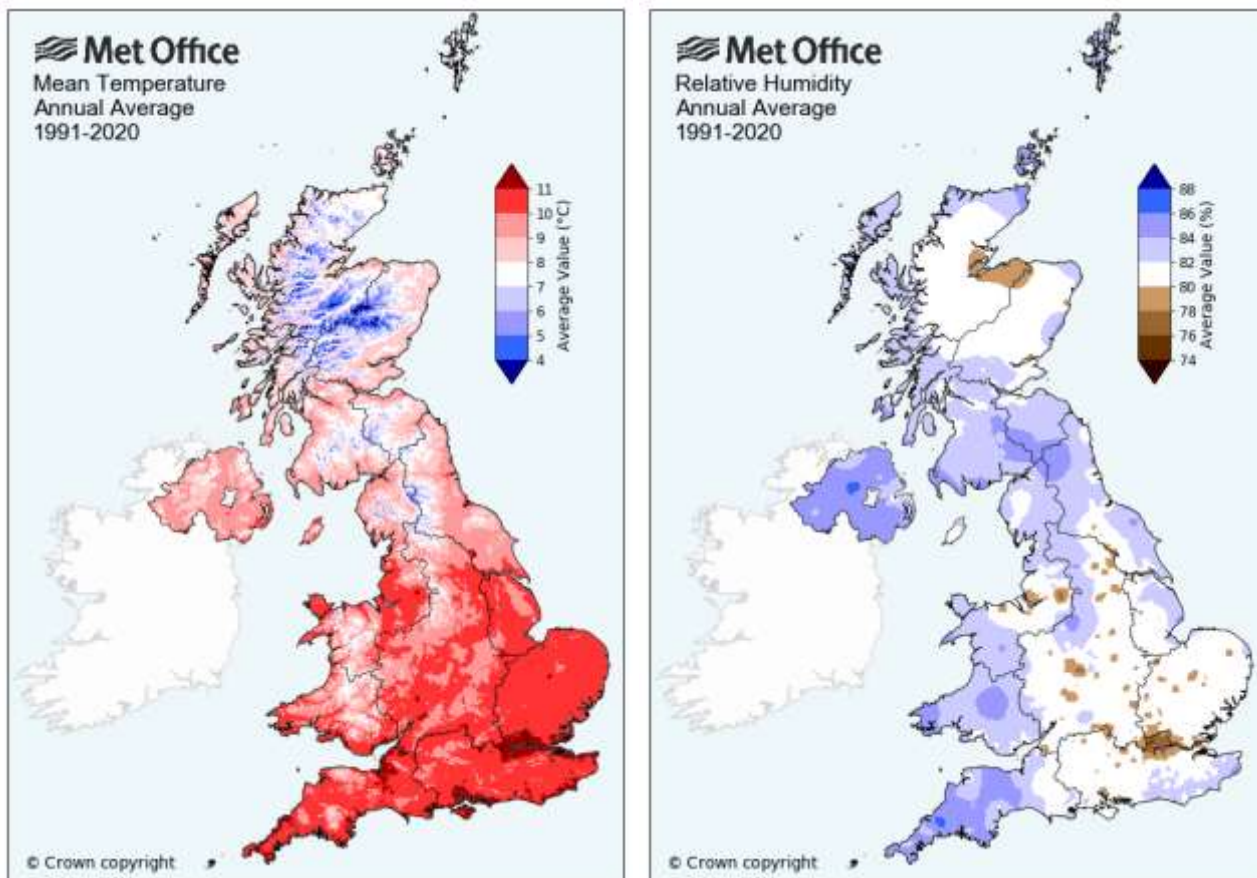 Met Office
Mean Temperature
Annual Average
1991-2020
11
10
9
8
7
6
5
4
Average Value (°C)
© Crown copyright
Met Office
Relative Humidity
Annual Average
1991-2020
88
86
84
82
80
78
76
74
Average Value (%)
© Crown copyright